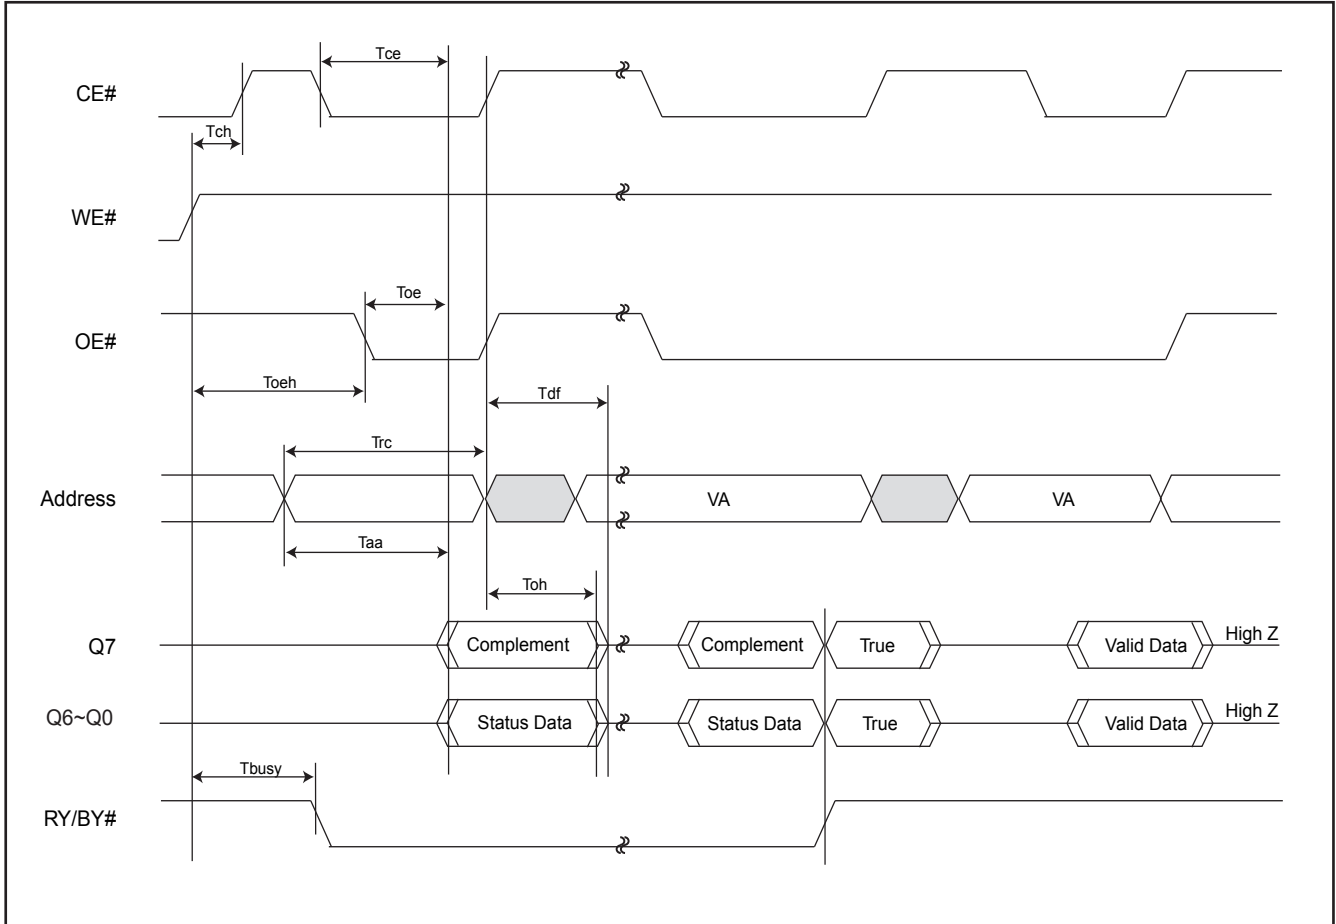 Tce
CE#
Tch
WE#
Toe
OE#
Toeh
Tdf
Trc
Address
VA
VA
Taa
Toh
Q7
Complement
Complement
True
Valid Data
High Z
Q6~Q0
Status Data
Status Data
True
Valid Data
High Z
Tbusy
RY/BY#